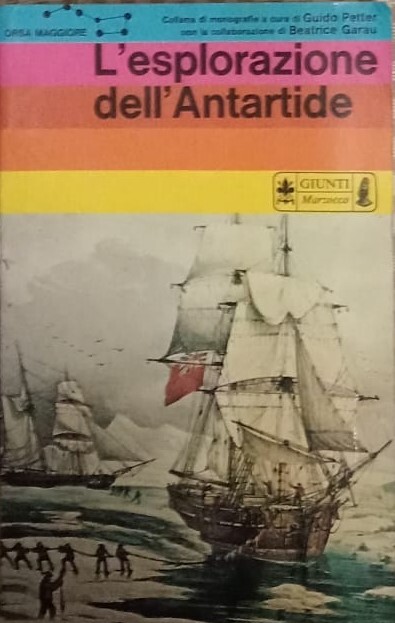 ORSA MAGGIORE
Collana di monografie a cura di Guido Petter
con la collaborazione di Beatrice Garau
L'esplorazione
dell'Antartide
GIUNTI
Marzocco